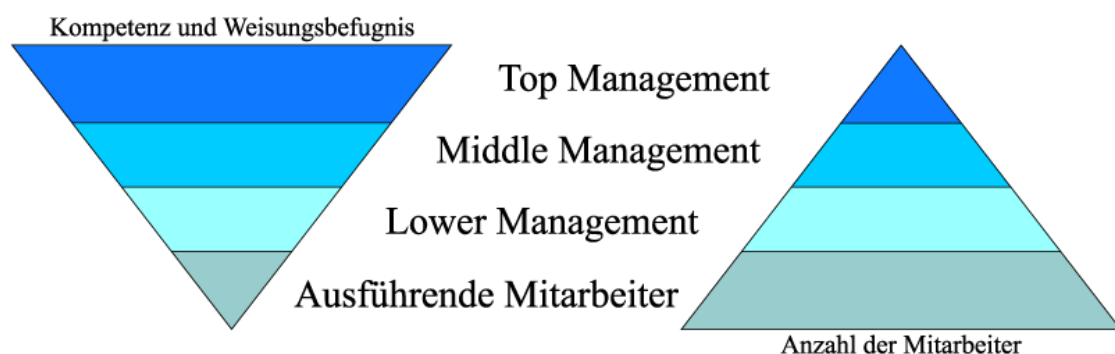 Kompetenz und Weisungsbefugnis
Top Management
Middle Management
Lower Management
Ausführende Mitarbeiter
Anzahl der Mitarbeiter